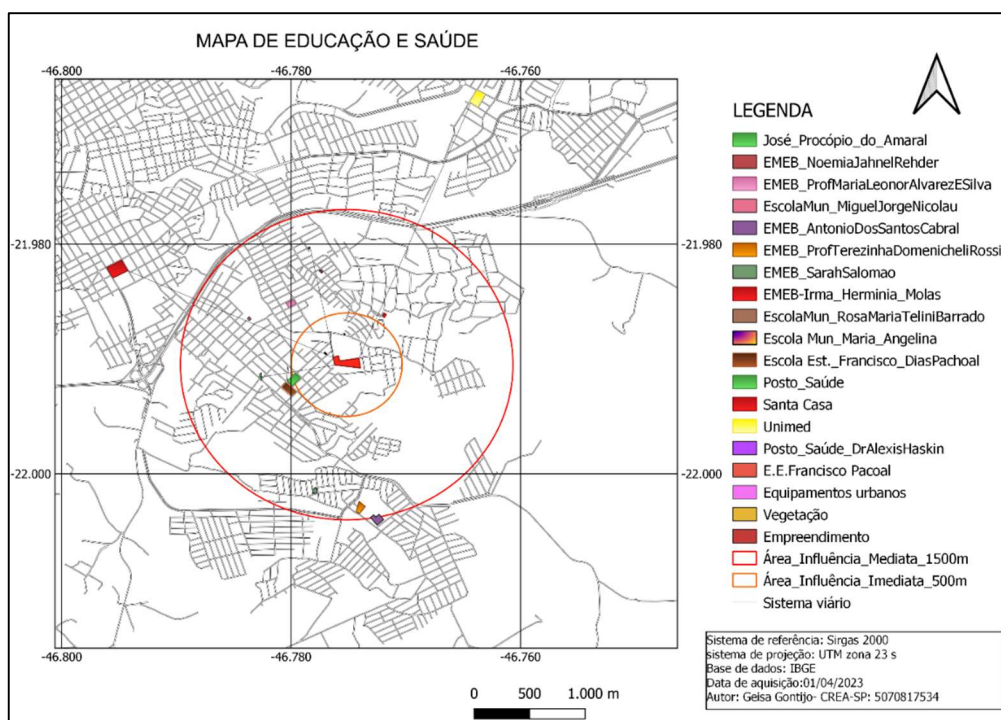 MAPA DE EDUCAÇÃO E SAÚDE
-46.800 -46.780 -46.760
-21.980 -21.980
-22.000 -22.000
-46.800 -46.780 -46.760
0 500 1.000 m
LEGENDA
José_Procópio_do_Amaral
EMEB_NoemiaJahnelRehder
EMEB_ProfMariaLeonorAlvarezESilva
EscolaMun_MiguelJorgeNicolau
EMEB_AntonioDosSantosCabral
EMEB_ProfTerezinhaDomenicheliRossi
EMEB_SarahSalomao
EMEB-Irma_Herminia_Molas
EscolaMun_RosaMariaTeliniBarrado
Escola Mun_Maria_Angelina
Escola Est._Francisco_DiasPachoal
Posto_Saúde
Santa Casa
Unimed
Posto_Saúde_DrAlexisHaskin
E.E.Francisco Pacoal
Equipamentos urbanos
Vegetação
Empreendimento
Área_Influência_Mediata_1500m
Área_Influência_Imediata_500m
Sistema viário
Sistema de referência: Sirgas 2000
sistema de projeção: UTM zona 23 s
Base de dados: IBGE
Data de aquisição:01/04/2023
Autor: Geisa Gontijo- CREA-SP: 5070817534